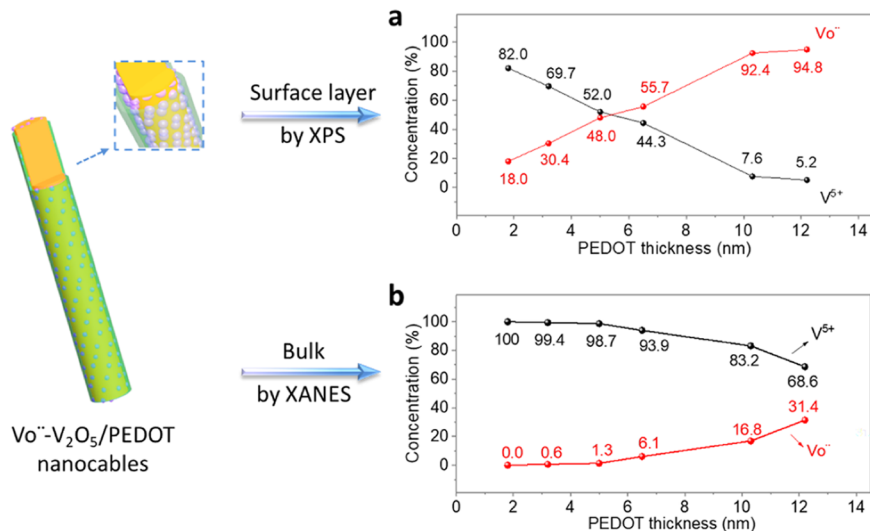 Surface layer
by XPS
Bulk
by XANES
Vo¨-V₂O₅/PEDOT
nanocables
a
Concentration (%)
100
80
60
40
20
0
82.0
69.7
52.0
44.3
7.6
5.2
V⁵⁺
18.0
30.4
48.0
55.7
92.4
94.8
Vo¨
0 2 4 6 8 10 12 14
PEDOT thickness (nm)
b
Concentration (%)
100
80
60
40
20
0
100
99.4
98.7
93.9
83.2
68.6
V⁵⁺
0.0
0.6
1.3
6.1
16.8
31.4
Vo¨
0 2 4 6 8 10 12 14
PEDOT thickness (nm)